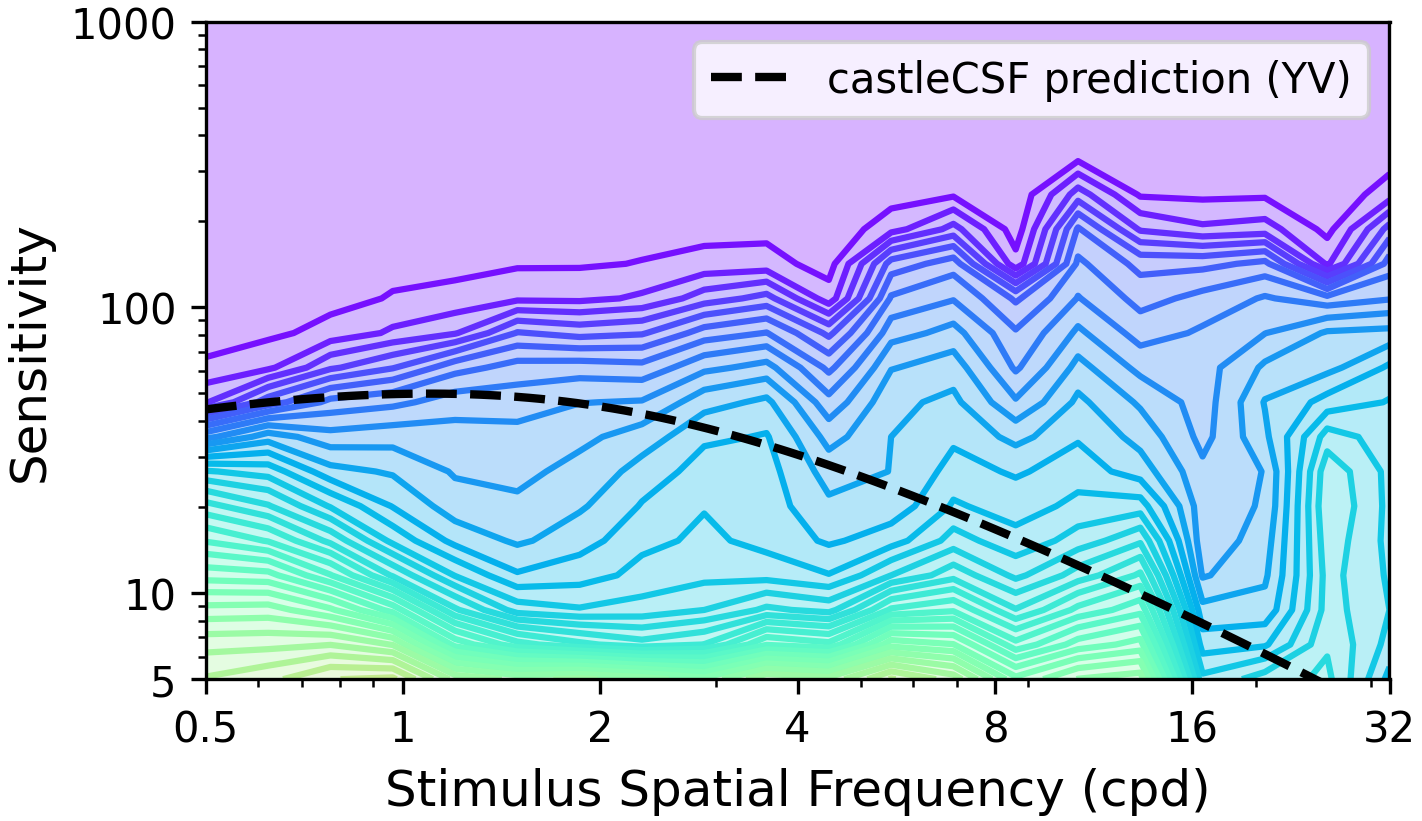 1000
100
10
5
Sensitivity
castleCSF prediction (YV)
0.5 1 2 4 8 16 32
Stimulus Spatial Frequency (cpd)